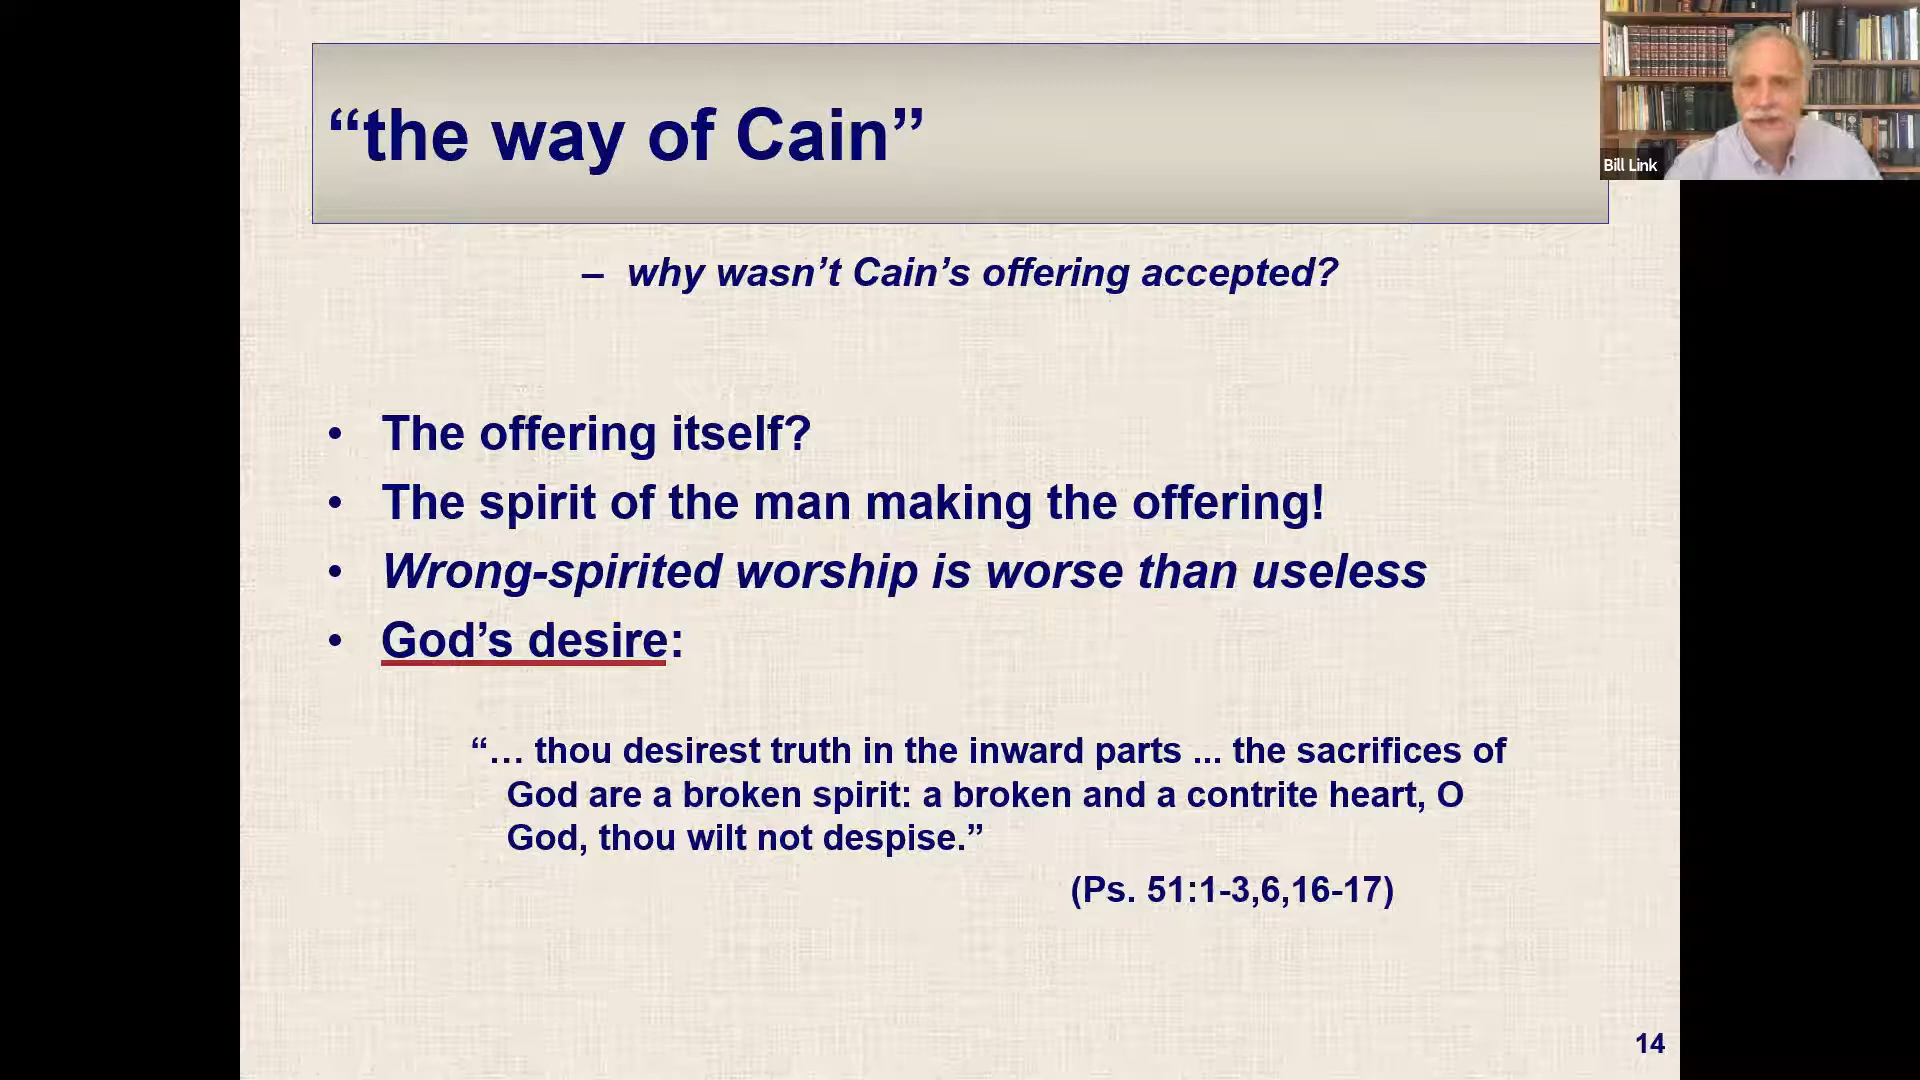 “the way of Cain”
Bill Link
– why wasn’t Cain’s offering accepted?
• The offering itself?
• The spirit of the man making the offering!
• Wrong-spirited worship is worse than useless
• God’s desire:
“… thou desirest truth in the inward parts ... the sacrifices of
God are a broken spirit: a broken and a contrite heart, O
God, thou wilt not despise.”
(Ps. 51:1-3,6,16-17)
14